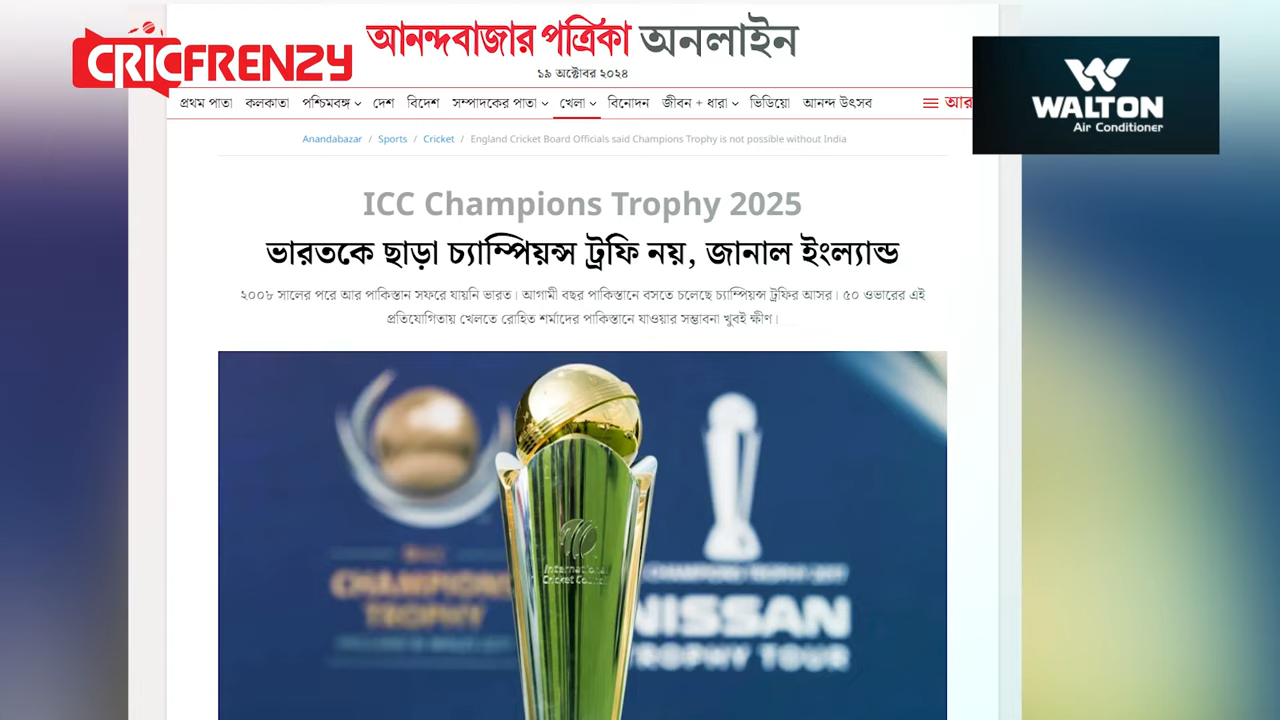 CRICFRENZY
আনন্দবাজার পত্রিকা অনলাইন
১৯ অক্টোবর ২০২৪
WALTON
Air Conditioner
প্রথম পাতা কলকাতা পশ্চিমবঙ্গ দেশ বিদেশ সম্পাদকের পাতা খেলা বিনোদন জীবন + ধারা ভিডিয়ো আনন্দ উৎসব আর
Anandabazar / Sports / Cricket / England Cricket Board Officials said Champions Trophy is not possible without India
ICC Champions Trophy 2025
ভারতকে ছাড়া চ্যাম্পিয়ন্স ট্রফি নয়, জানাল ইংল্যান্ড
২০০৮ সালের পরে আর পাকিস্তান সফরে যায়নি ভারত। আগামী বছর পাকিস্তানে বসতে চলেছে চ্যাম্পিয়ন্স ট্রফির আসর। ৫০ ওভারের এই
প্রতিযোগিতায় খেলতে রোহিত শর্মাদের পাকিস্তানে যাওয়ার সম্ভাবনা খুবই ক্ষীণ।
International
Cricket Council
CHAMPIONS
TROPHY
CHAMPIONS TROPHY 2017
NISSAN
TROPHY TOUR